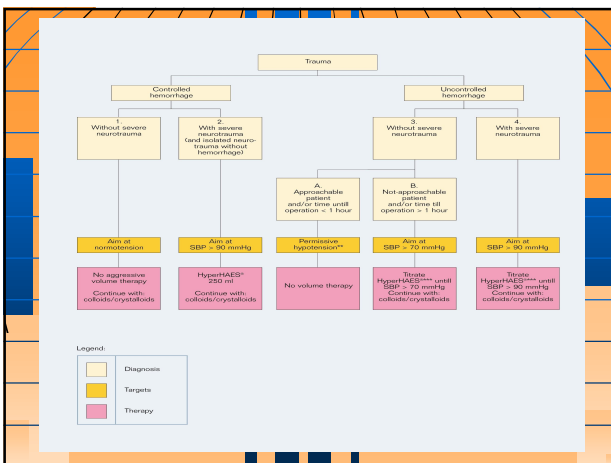 Trauma
Controlled
hemorrhage
Uncontrolled
hemorrhage
1.
Without severe
neurotrauma
2.
With severe
neurotrauma
(and isolated neuro-
trauma without
hemorrhage)
3.
Without severe
neurotrauma
4.
With severe
neurotrauma
A.
Approachable
patient
and/or time untill
operation < 1 hour
B.
Not-approachable
patient
and/or time till
operation > 1 hour
Aim at
normotension
Aim at
SBP > 90 mmHg
Permissive
hypotension**
Aim at
SBP > 70 mmHg
Aim at
SBP > 90 mmHg
No aggressive
volume therapy
Continue with:
colloids/crystalloids
HyperHAES®
250 ml
Continue with:
colloids/crystalloids
No volume therapy
Titrate
HyperHAES®*** untill
SBP > 70 mmHg
Continue with:
colloids/crystalloids
Titrate
HyperHAES®*** untill
SBP > 90 mmHg
Continue with:
colloids/crystalloids
Legend:
Diagnosis
Targets
Therapy